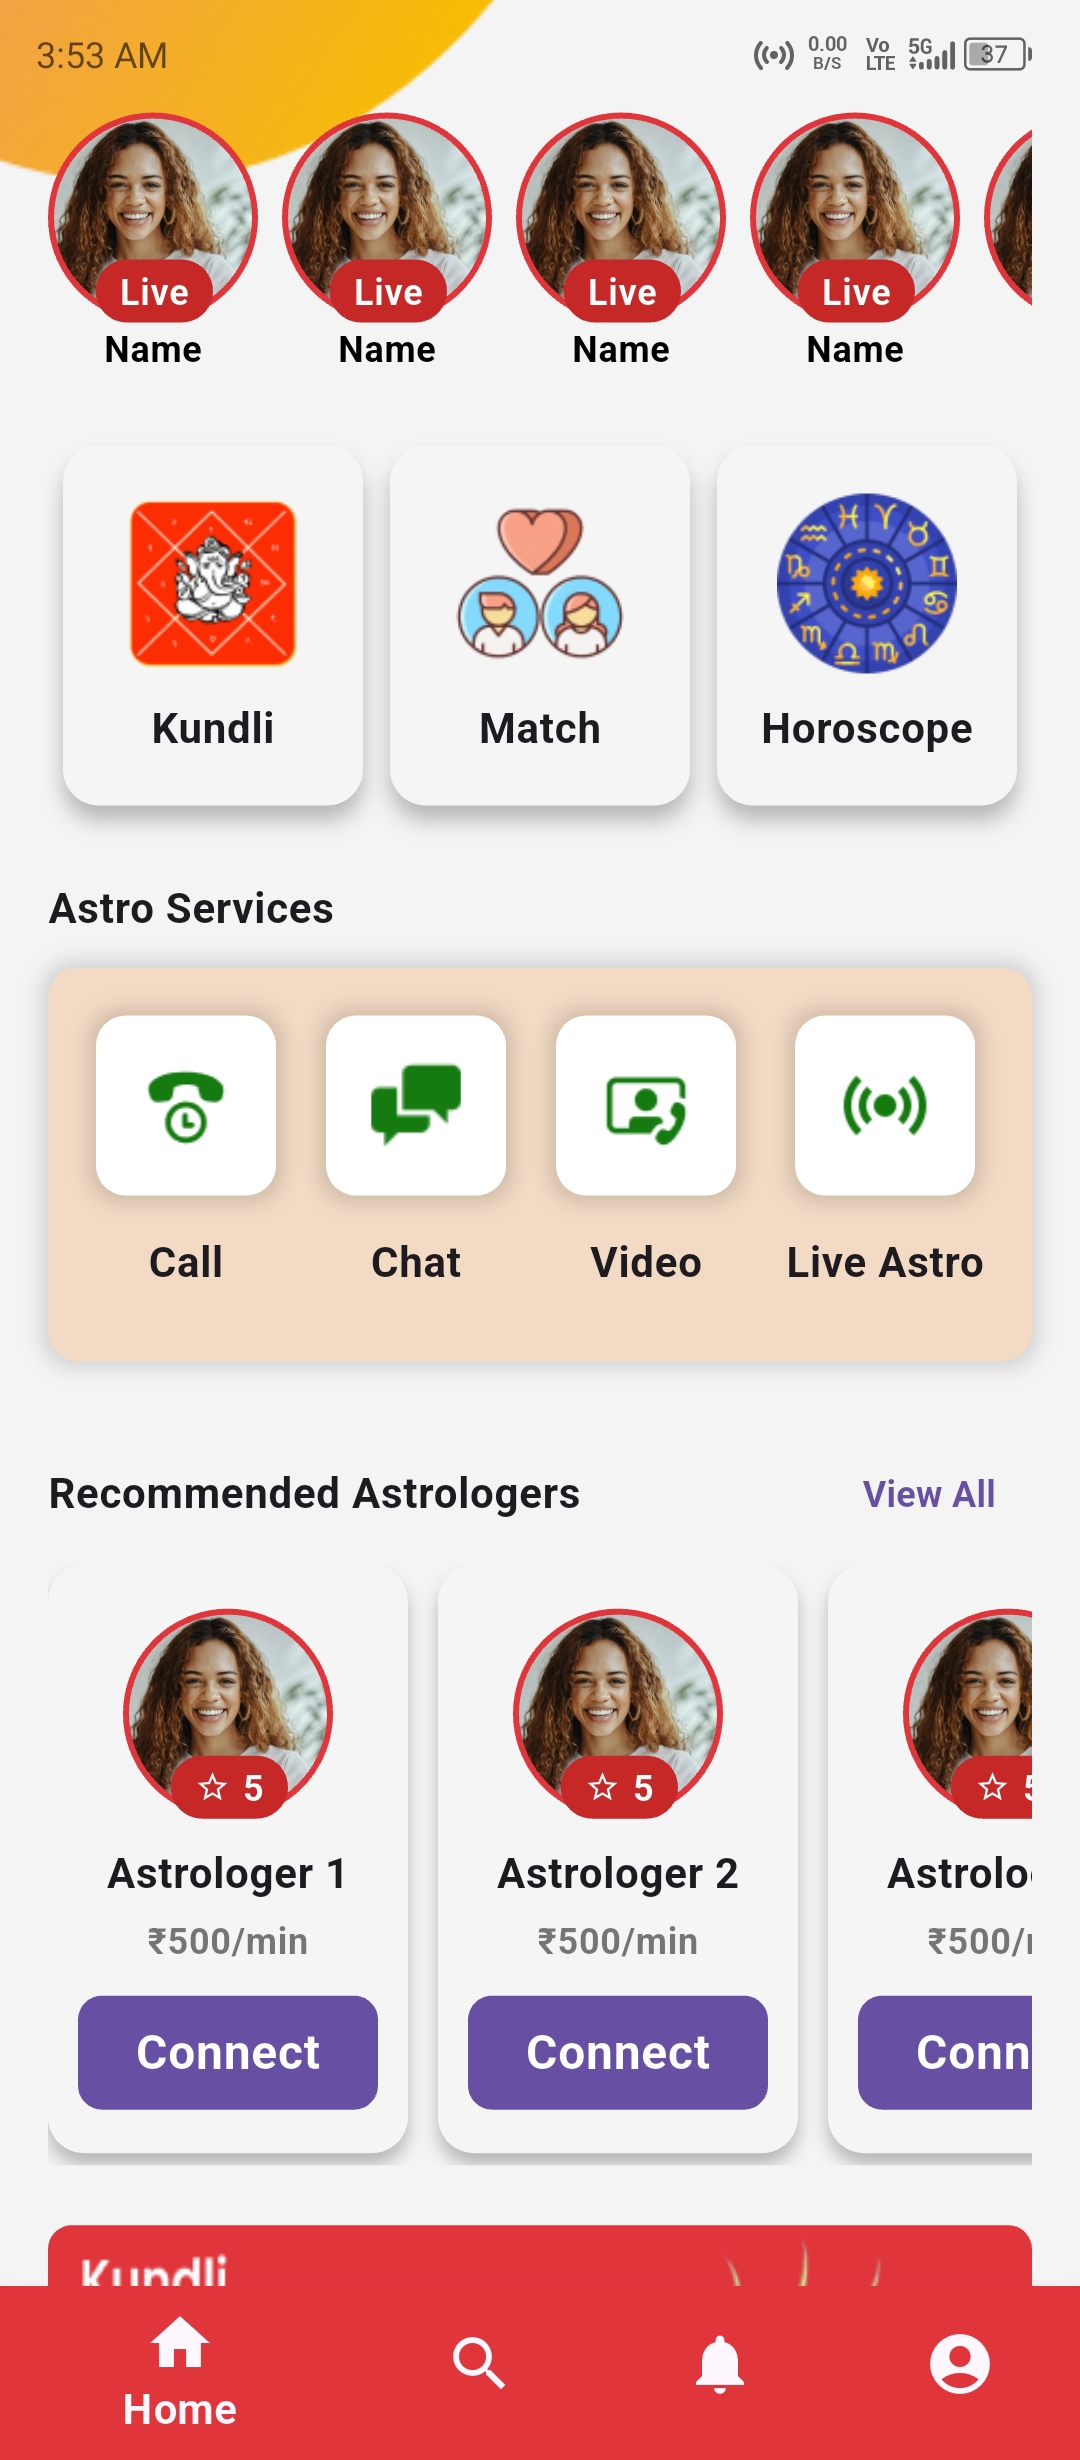 3:53 AM
0.00 B/S
Vo LTE
5G
37
Live Live Live Live
Name Name Name Name
Kundli Match Horoscope
Astro Services
Call Chat Video Live Astro
Recommended Astrologers View All
5 5 5
Astrologer 1 Astrologer 2 Astrolo
₹500/min ₹500/min ₹500/
Connect Connect Conn
Kundli
Home